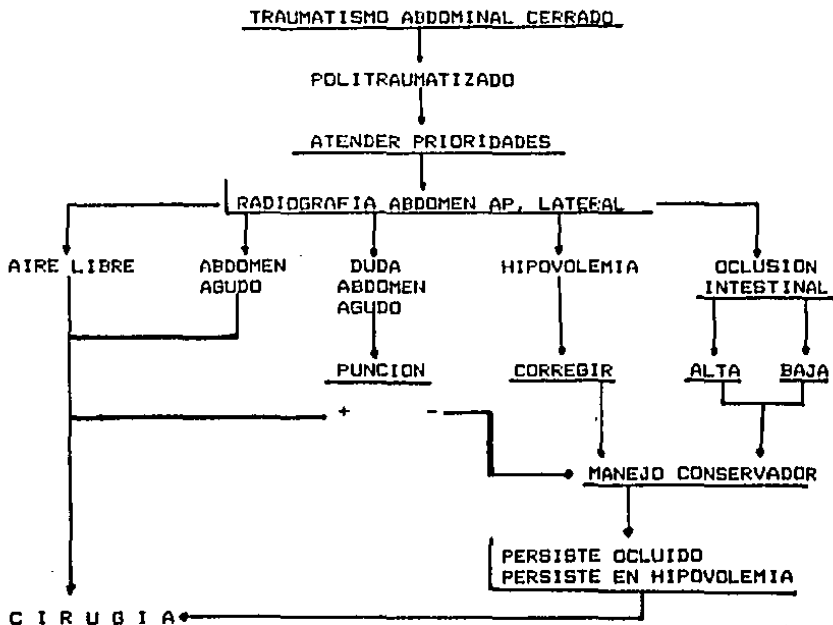 TRAUMATISMO ABDOMINAL CERRADO
POLITRAUMATIZADO
ATENDER PRIORIDADES
RADIOGRAFIA ABDOMEN AP, LATERAL
AIRE LIBRE
ABDOMEN
AGUDO
DUDA
ABDOMEN
AGUDO
HIPOVOLEMIA
OCLUSION
INTESTINAL
PUNCION
CORREGIR
ALTA
BAJA
+ -
MANEJO CONSERVADOR
PERSISTE OCLUIDO
PERSISTE EN HIPOVOLEMIA
C I R U G I A